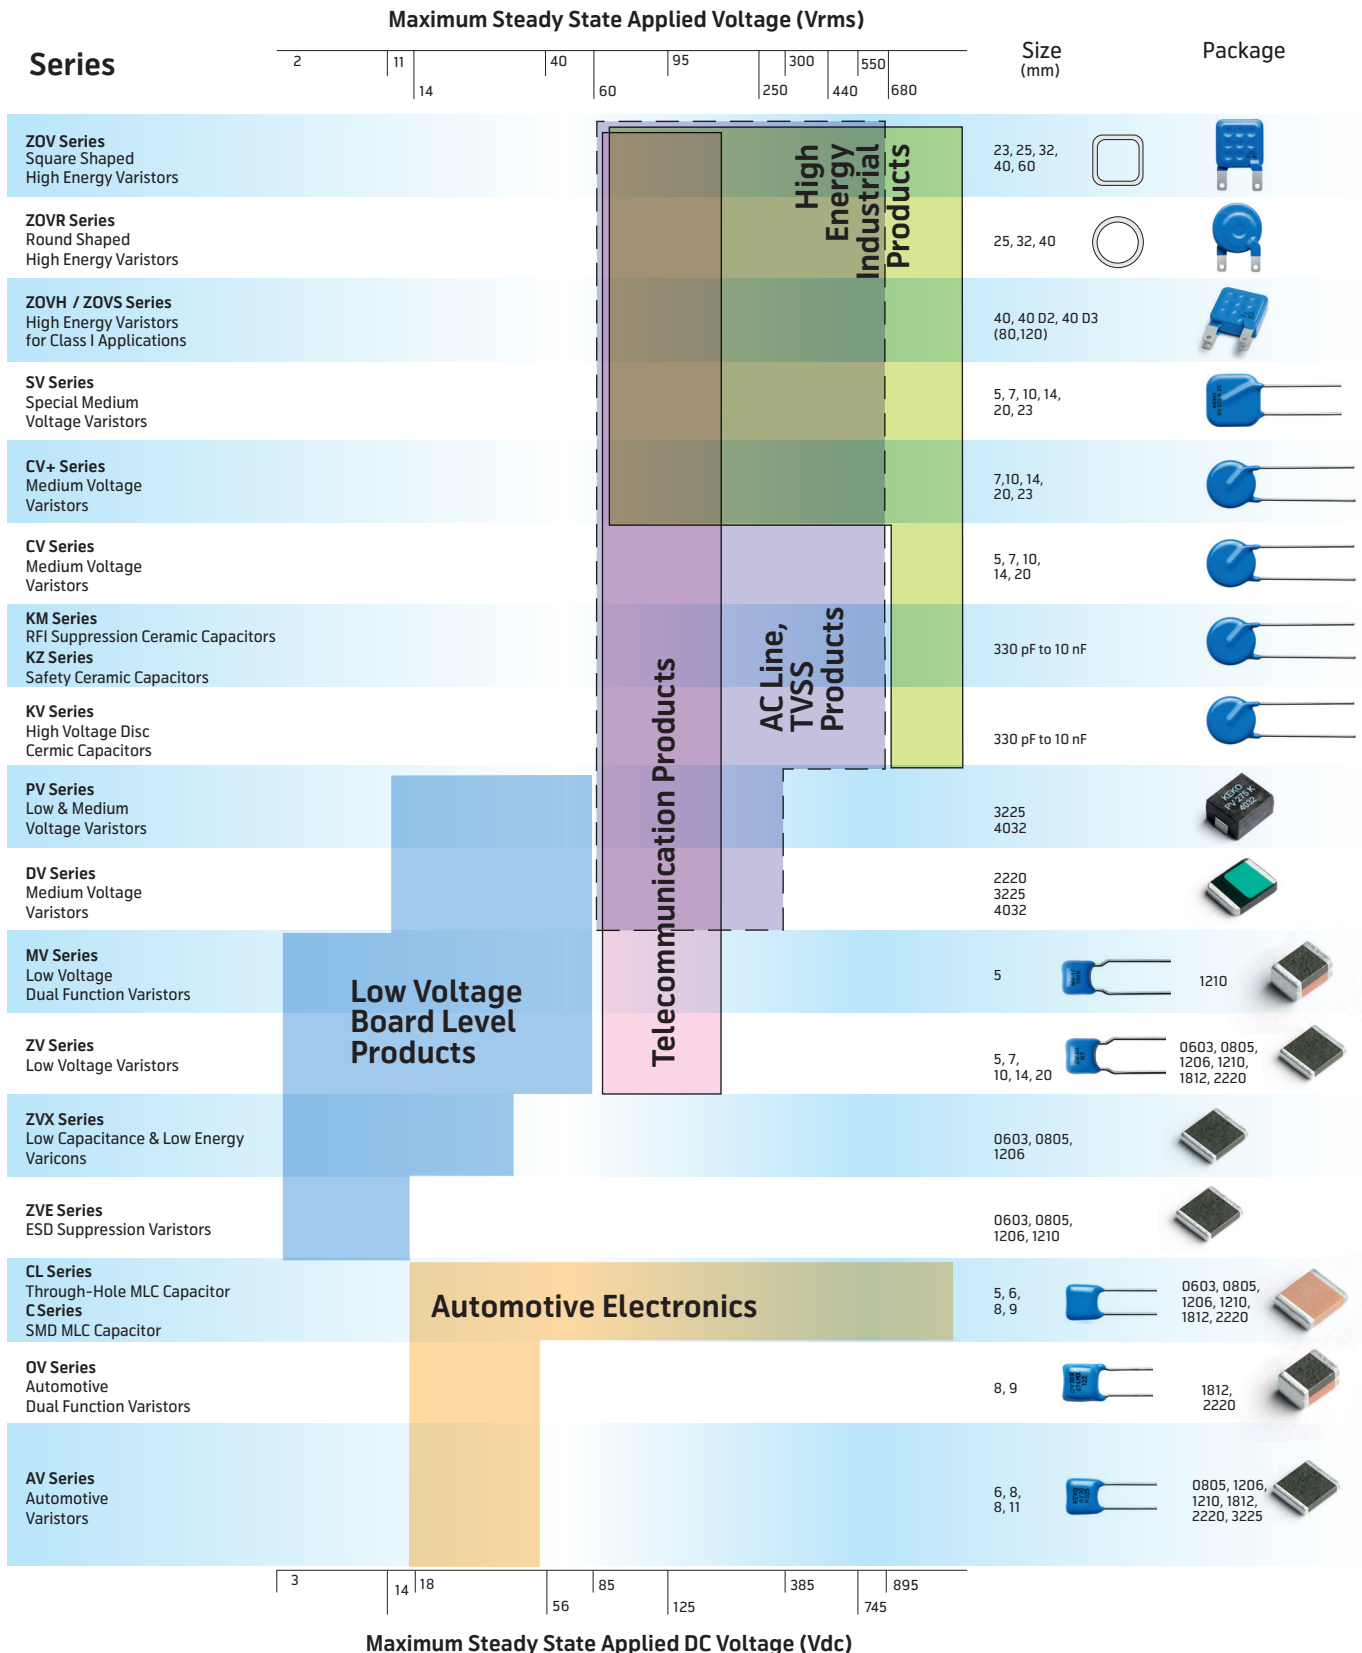 Maximum Steady State Applied Voltage (Vrms)
Series
2
11
40
95
300
550
14
60
250
440
680
Size
(mm)
Package
ZOV Series
Square Shaped
High Energy Varistors
23, 25, 32,
40, 60
ZOVR Series
Round Shaped
High Energy Varistors
25, 32, 40
ZOVH / ZOVS Series
High Energy Varistors
for Class I Applications
40, 40 D2, 40 D3
(80,120)
SV Series
Special Medium
Voltage Varistors
5, 7, 10, 14,
20, 23
CV+ Series
Medium Voltage
Varistors
7,10, 14,
20, 23
CV Series
Medium Voltage
Varistors
5, 7, 10,
14, 20
KM Series
RFI Suppression Ceramic Capacitors
KZ Series
Safety Ceramic Capacitors
330 pF to 10 nF
KV Series
High Voltage Disc
Cermic Capacitors
330 pF to 10 nF
PV Series
Low & Medium
Voltage Varistors
3225
4032
KEKO
PV 275 K
4032
DV Series
Medium Voltage
Varistors
2220
3225
4032
MV Series
Low Voltage
Dual Function Varistors
5
1210
ZV Series
Low Voltage Varistors
5, 7,
10, 14, 20
0603, 0805,
1206, 1210,
1812, 2220
ZVX Series
Low Capacitance & Low Energy
Varicons
0603, 0805,
1206
ZVE Series
ESD Suppression Varistors
0603, 0805,
1206, 1210
CL Series
Through-Hole MLC Capacitor
C Series
SMD MLC Capacitor
5, 6,
8, 9
0603, 0805,
1206, 1210,
1812, 2220
OV Series
Automotive
Dual Function Varistors
8, 9
1812,
2220
AV Series
Automotive
Varistors
6, 8,
8, 11
0805, 1206,
1210, 1812,
2220, 3225
High
Energy
Industrial
Products
AC Line,
TVSS
Products
Telecommunication Products
Low Voltage
Board Level
Products
Automotive Electronics
3
14
18
56
85
125
385
745
895
Maximum Steady State Applied DC Voltage (Vdc)